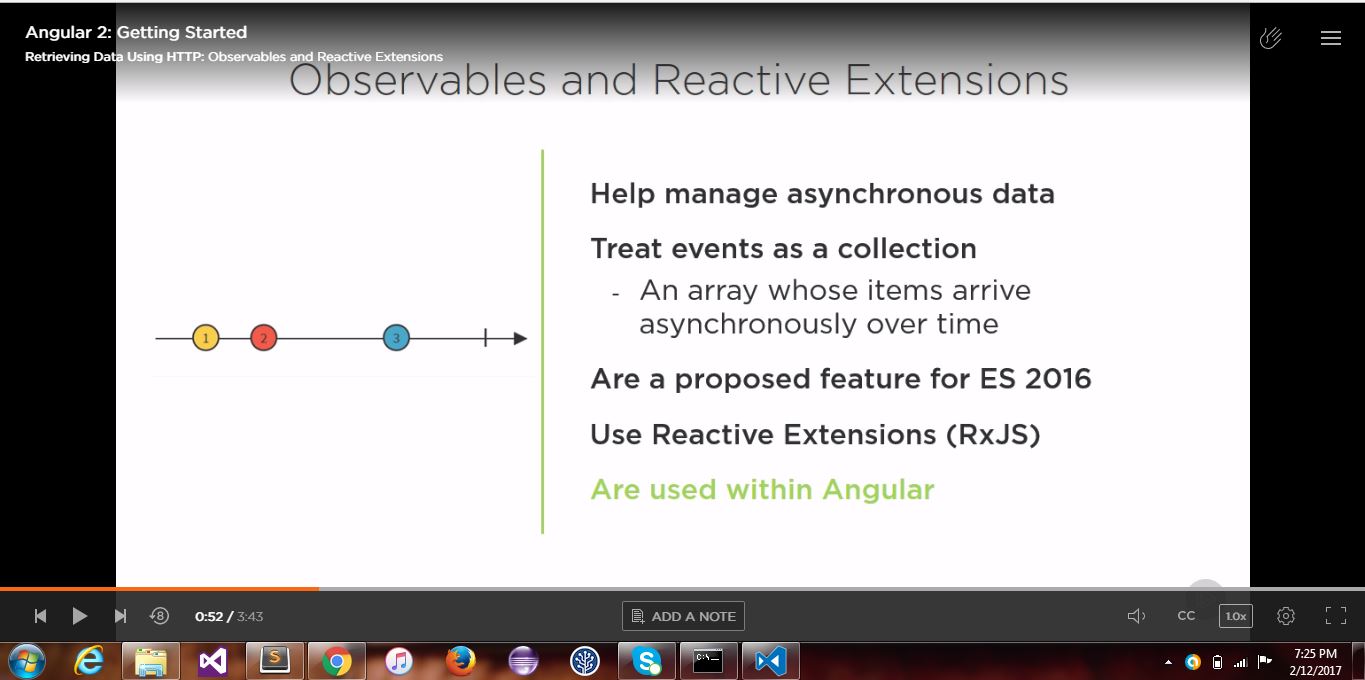 Angular 2: Getting Started
Retrieving Data Using HTTP: Observables and Reactive Extensions
Observables and Reactive Extensions
1 2 3
Help manage asynchronous data
Treat events as a collection
- An array whose items arrive
asynchronously over time
Are a proposed feature for ES 2016
Use Reactive Extensions (RxJS)
Are used within Angular
8
0:52 / 3:43
ADD A NOTE
CC
1.0x
S
S
C:\_
7:25 PM
2/12/2017